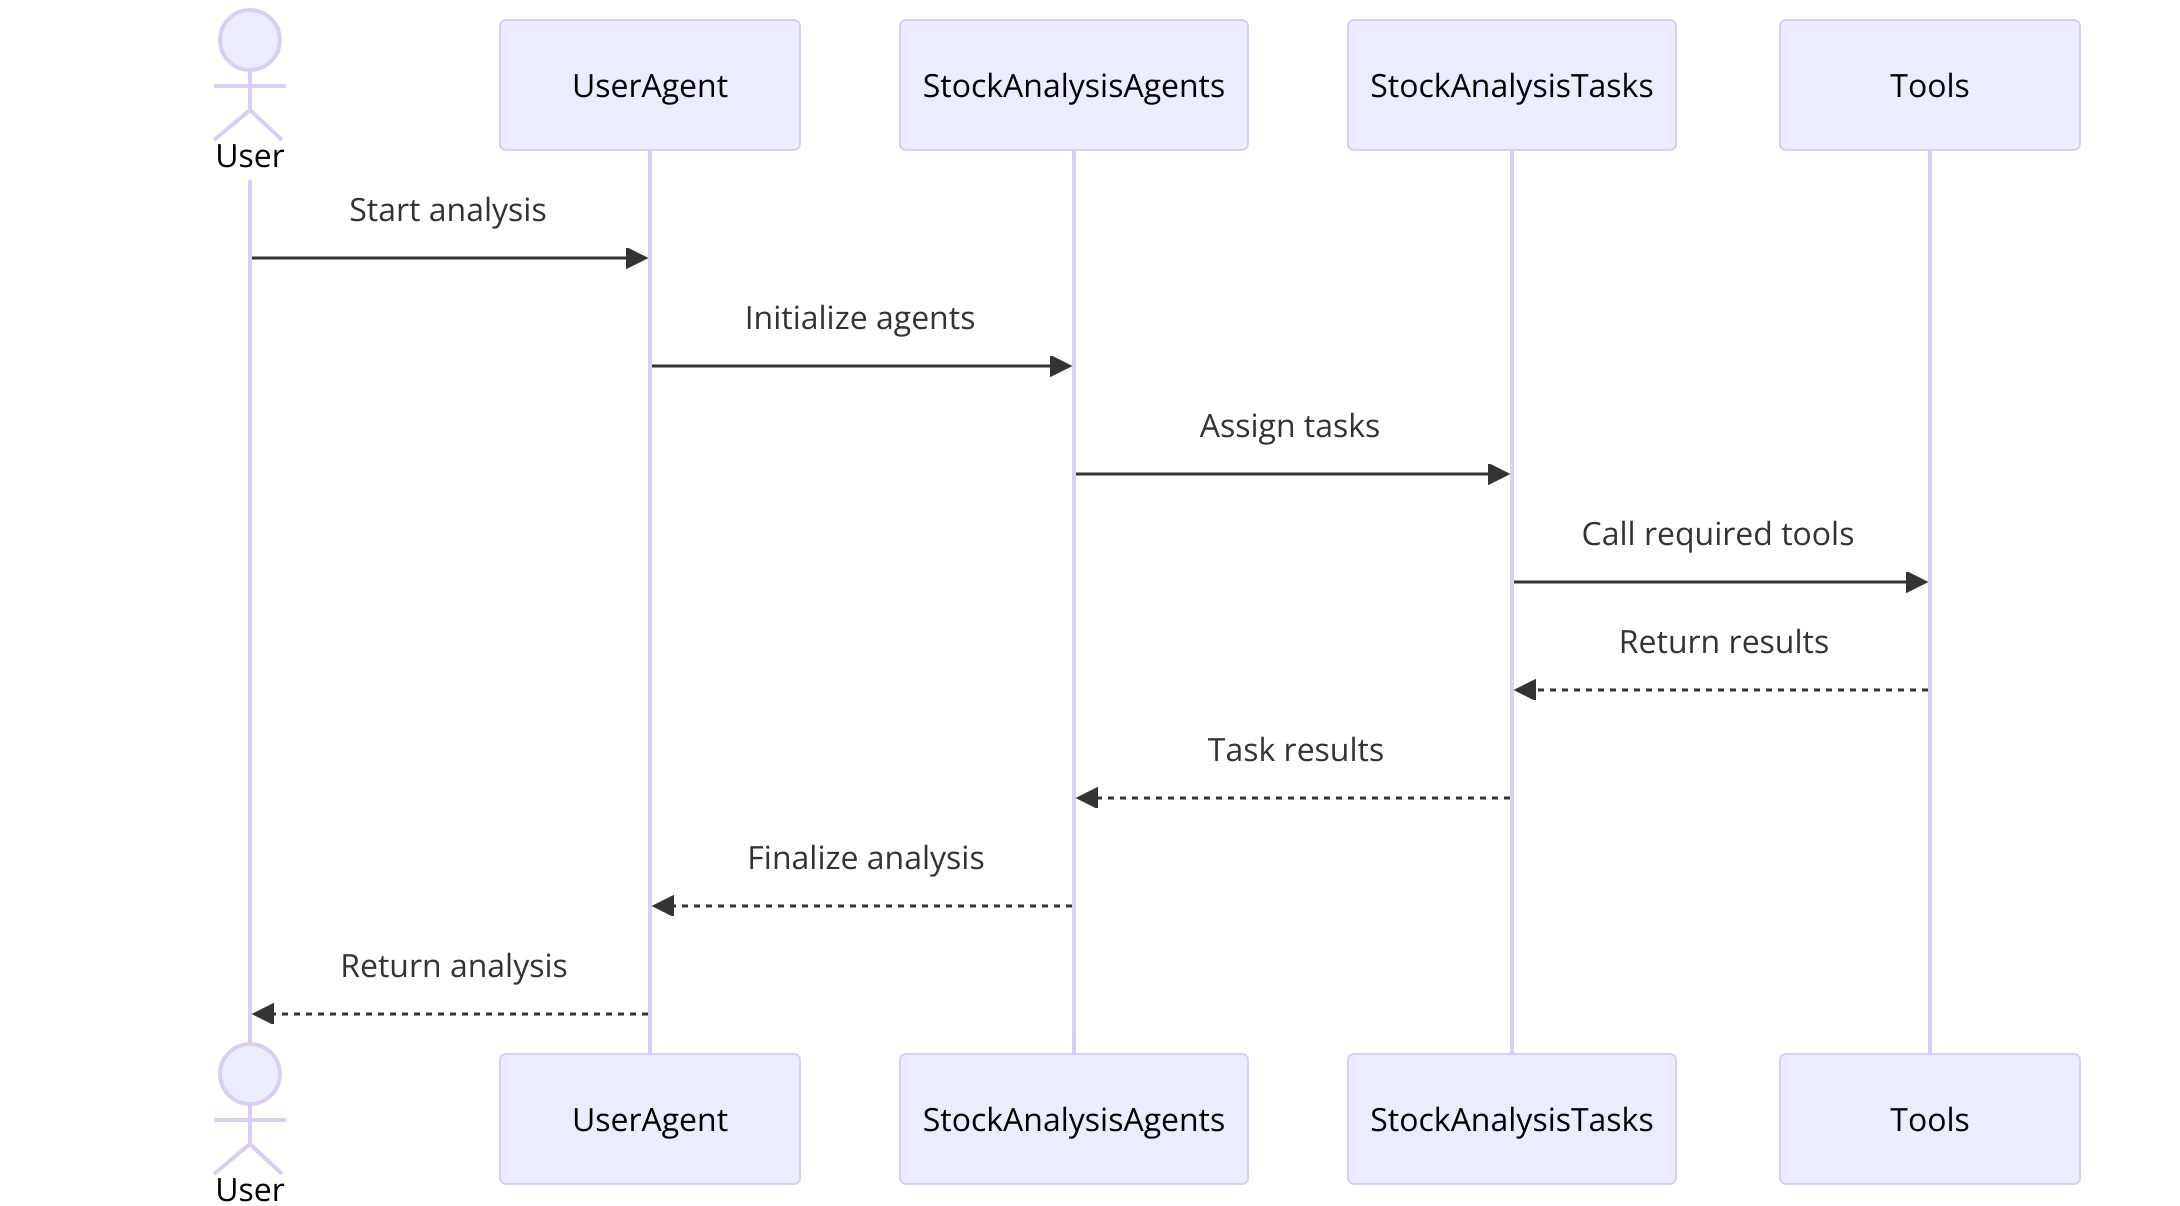 User
UserAgent
StockAnalysisAgents
StockAnalysisTasks
Tools
Start analysis
Initialize agents
Assign tasks
Call required tools
Return results
Task results
Finalize analysis
Return analysis
User
UserAgent
StockAnalysisAgents
StockAnalysisTasks
Tools